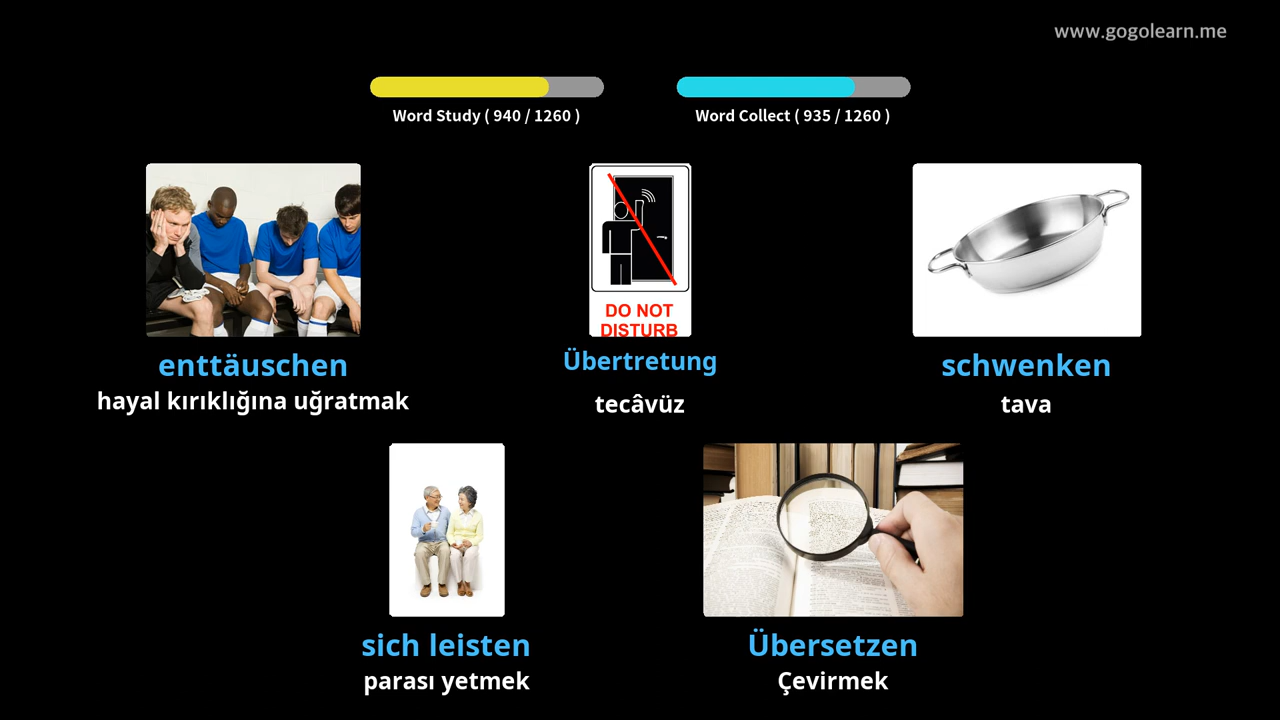 www.gogolearn.me
Word Study ( 940 / 1260 )
Word Collect ( 935 / 1260 )
DO NOT
DISTURB
enttäuschen
hayal kırıklığına uğratmak
Übertretung
tecâvüz
schwenken
tava
sich leisten
parası yetmek
Übersetzen
Çevirmek